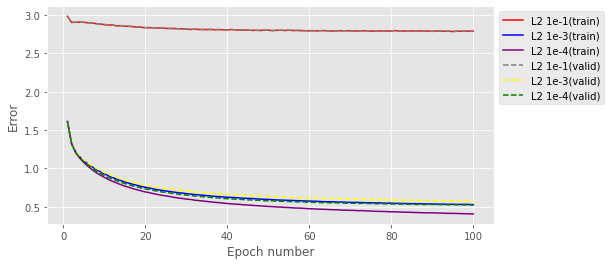 3.0
2.5
2.0
1.5
1.0
0.5
Error
0 20 40 60 80 100
Epoch number
L2 1e-1(train)
L2 1e-3(train)
L2 1e-4(train)
L2 1e-1(valid)
L2 1e-3(valid)
L2 1e-4(valid)